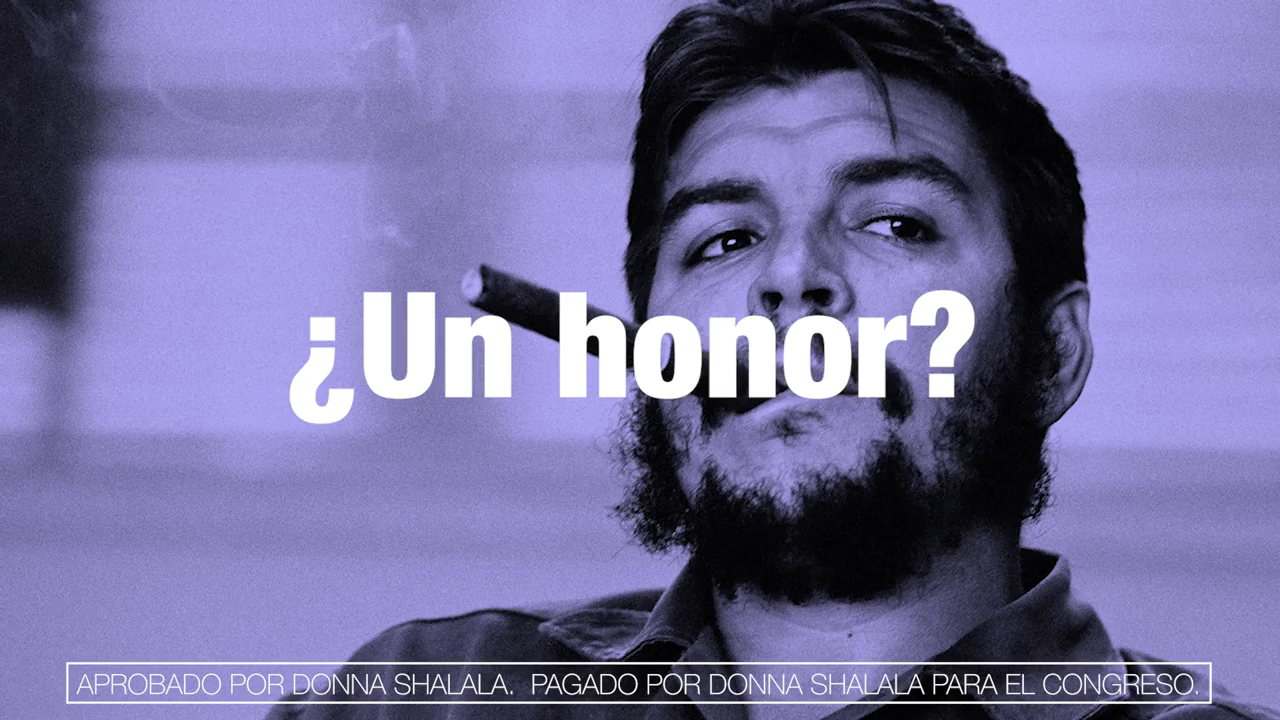 ¿Un honor?
APROBADO POR DONNA SHALALA. PAGADO POR DONNA SHALALA PARA EL CONGRESO.